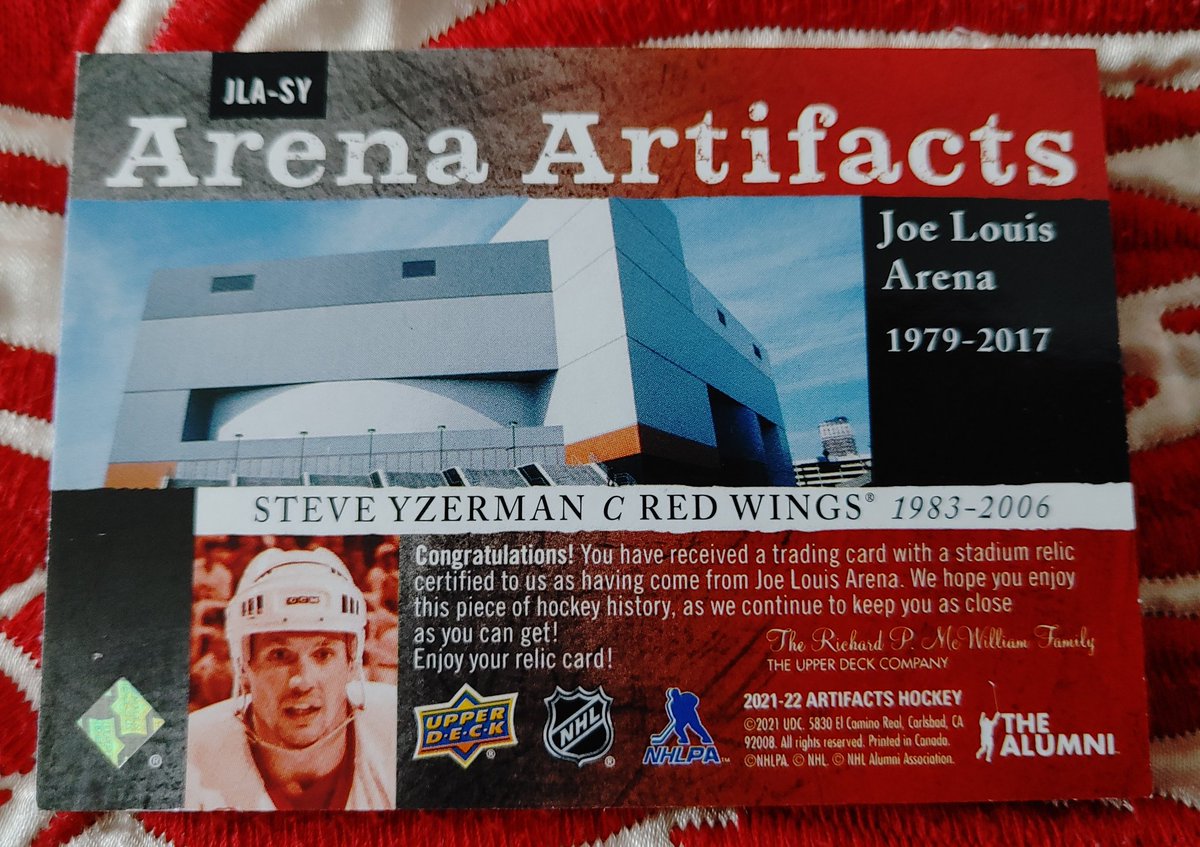 JLA-SY
Arena Artifacts
Joe Louis
Arena
1979-2017
STEVE YZERMAN C RED WINGS® 1983-2006
Congratulations! You have received a trading card with a stadium relic
certified to us as having come from Joe Louis Arena. We hope you enjoy
this piece of hockey history, as we continue to keep you as close
as you can get!
Enjoy your relic card!
The Richard P. McWilliam Family
THE UPPER DECK COMPANY
CCM
®
UPPER
D·E·C·K
®
NHL
®
NHLPA™
2021-22 ARTIFACTS HOCKEY
©2021 UDC. 5830 El Camino Real, Carlsbad, CA
92008. All rights reserved. Printed in Canada.
©NHLPA. © NHL. © NHL Alumni Association.
THE
ALUMNI